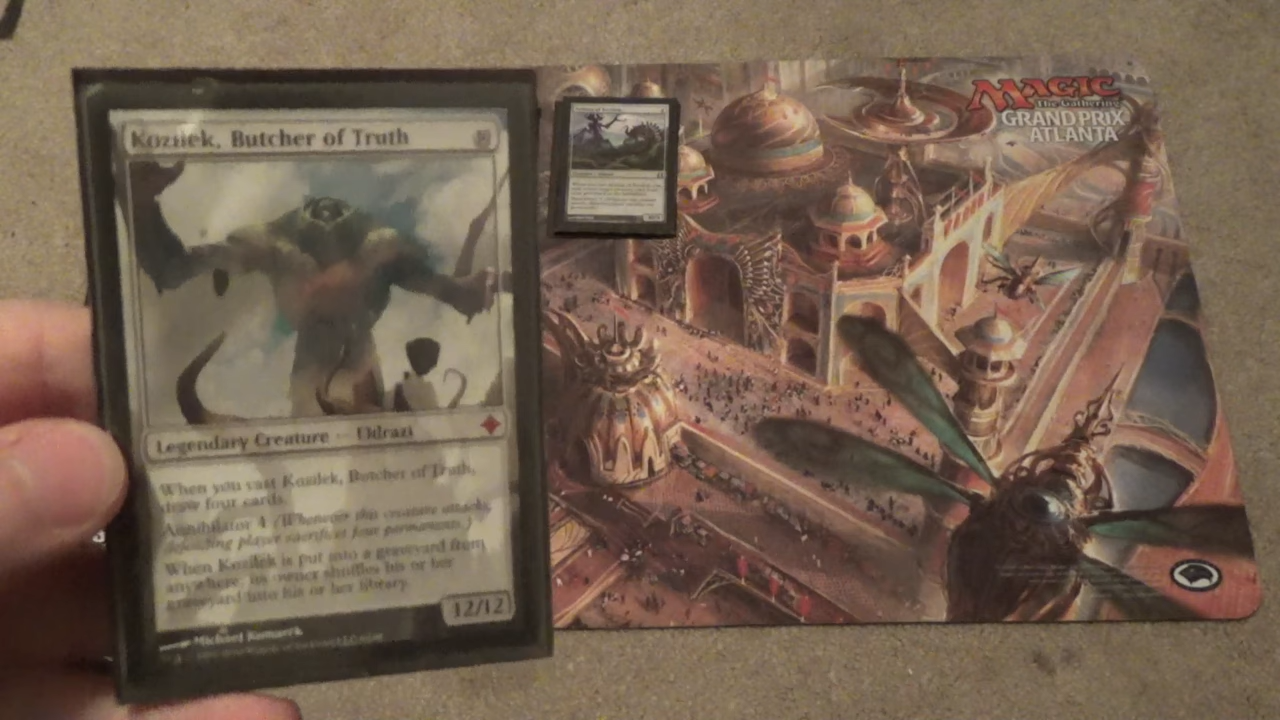 Kozilek, Butcher of Truth
10
Legendary Creature — Eldrazi
When you cast Kozilek, Butcher of Truth,
draw four cards.
Annihilator 4 (Whenever this creature attacks,
defending player sacrifices four permanents.)
When Kozilek is put into a graveyard from
anywhere, its owner shuffles his or her
graveyard into his or her library.
12/12
Michael Komarck
MAGIC
The Gathering
GRAND PRIX
ATLANTA